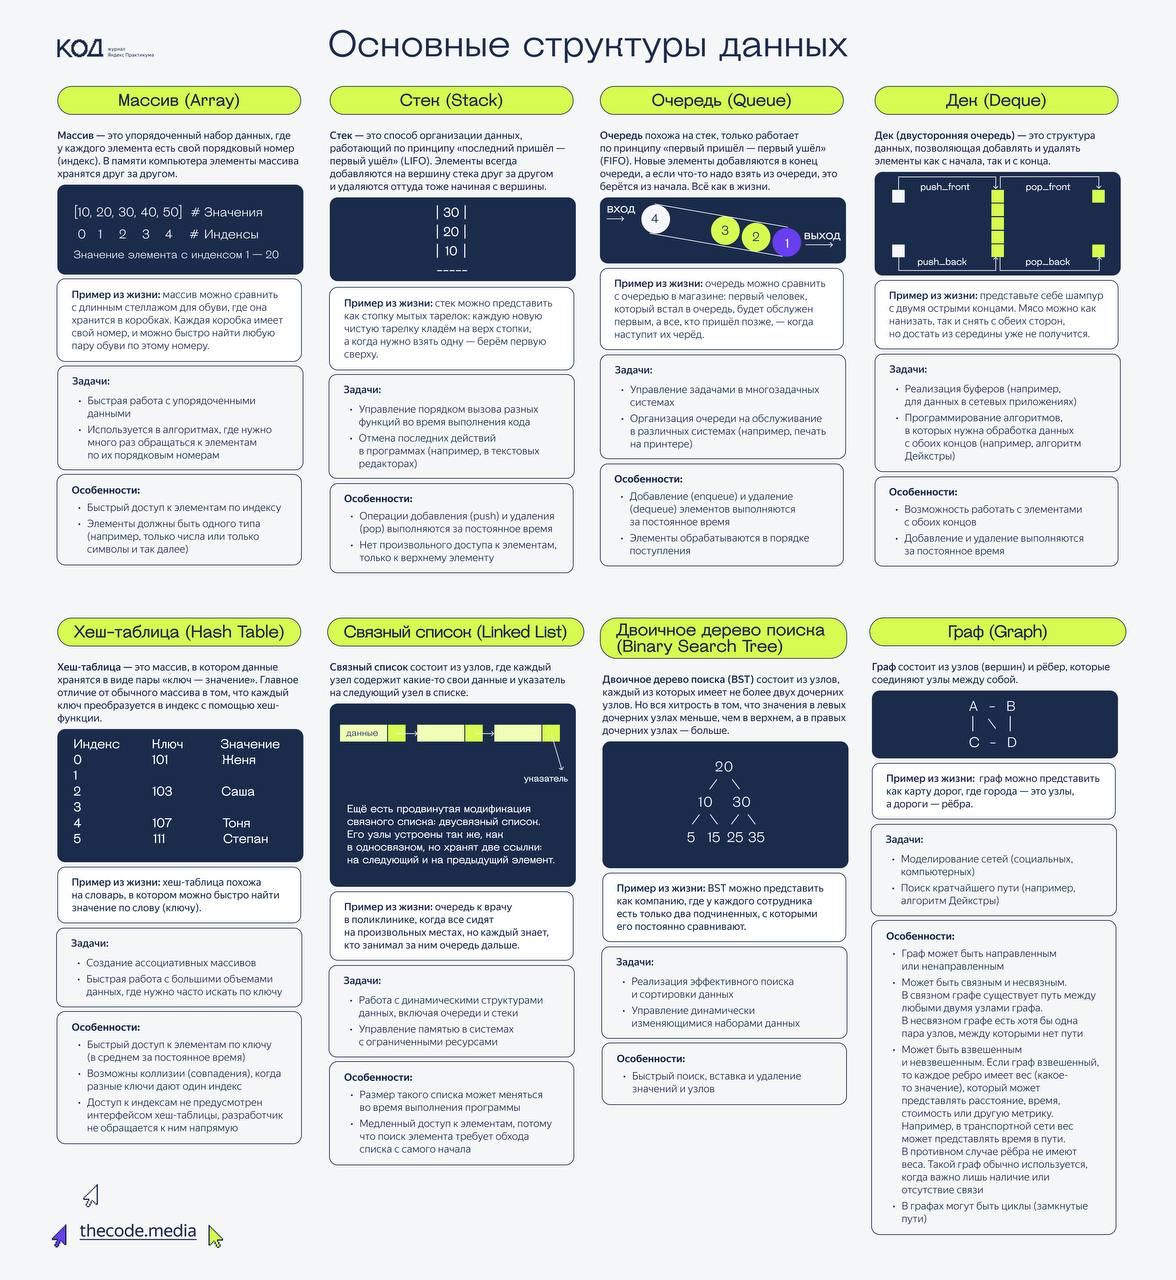 КОД журнал
Яндекс Практикума
Основные структуры данных
Массив (Array)
Массив — это упорядоченный набор данных, где
у каждого элемента есть свой порядковый номер
(индекс). В памяти компьютера элементы массива
хранятся друг за другом.
[10, 20, 30, 40, 50] # Значения
0 1 2 3 4 # Индексы
Значение элемента с индексом 1 — 20
Пример из жизни: массив можно сравнить
с длинным стеллажом для обуви, где она
хранится в коробках. Каждая коробка имеет
свой номер, и можно быстро найти любую
пару обуви по этому номеру.
Задачи:
• Быстрая работа с упорядоченными
данными
• Используется в алгоритмах, где нужно
много раз обращаться к элементам
по их порядковым номерам
Особенности:
• Быстрый доступ к элементам по индексу
• Элементы должны быть одного типа
(например, только числа или только
символы и так далее)
Стек (Stack)
Стек — это способ организации данных,
работающий по принципу «последний пришёл —
первый ушёл» (LIFO). Элементы всегда
добавляются на вершину стека друг за другом
и удаляются оттуда тоже начиная с вершины.
| 30 |
| 20 |
| 10 |
-----
Пример из жизни: стек можно представить
как стопку мытых тарелок: каждую новую
чистую тарелку кладём на верх стопки,
а когда нужно взять одну — берём первую
сверху.
Задачи:
• Управление порядком вызова разных
функций во время выполнения кода
• Отмена последних действий
в программах (например, в текстовых
редакторах)
Особенности:
• Операции добавления (push) и удаления
(pop) выполняются за постоянное время
• Нет произвольного доступа к элементам,
только к верхнему элементу
Очередь (Queue)
Очередь похожа на стек, только работает
по принципу «первый пришёл — первый ушёл»
(FIFO). Новые элементы добавляются в конец
очереди, а если что-то надо взять из очереди, это
берётся из начала. Всё как в жизни.
ВХОД
4
3
2
1
ВЫХОД
Пример из жизни: очередь можно сравнить
с очередью в магазине: первый человек,
который встал в очередь, будет обслужен
первым, а все, кто пришёл позже, — когда
наступит их черёд.
Задачи:
• Управление задачами в многозадачных
системах
• Организация очереди на обслуживание
в различных системах (например, печать
на принтере)
Особенности:
• Добавление (enqueue) и удаление
(dequeue) элементов выполняются
за постоянное время
• Элементы обрабатываются в порядке
поступления
Дек (Deque)
Дек (двусторонняя очередь) — это структура
данных, позволяющая добавлять и удалять
элементы как с начала, так и с конца.
push_front
pop_front
push_back
pop_back
Пример из жизни: представьте себе шампур
с двумя острыми концами. Мясо можно как
нанизать, так и снять с обеих сторон,
но достать из середины уже не получится.
Задачи:
• Реализация буферов (например,
для данных в сетевых приложениях)
• Программирование алгоритмов,
в которых нужна обработка данных
с обоих концов (например, алгоритм
Дейкстры)
Особенности:
• Возможность работать с элементами
с обоих концов
• Добавление и удаление выполняются
за постоянное время
Хеш-таблица (Hash Table)
Хеш-таблица — это массив, в котором данные
хранятся в виде пары «ключ — значение». Главное
отличие от обычного массива в том, что каждый
ключ преобразуется в индекс с помощью хеш-
функции.
Индекс Ключ Значение
0 101 Женя
1
2 103 Саша
3
4 107 Тоня
5 111 Степан
Пример из жизни: хеш-таблица похожа
на словарь, в котором можно быстро найти
значение по слову (ключу).
Задачи:
• Создание ассоциативных массивов
• Быстрая работа с большими объемами
данных, где нужно часто искать по ключу
Особенности:
• Быстрый доступ к элементам по ключу
(в среднем за постоянное время)
• Возможны коллизии (совпадения), когда
разные ключи дают один индекс
• Доступ к индексам не предусмотрен
интерфейсом хеш-таблицы, разработчик
не обращается к ним напрямую
Связный список (Linked List)
Связный список состоит из узлов, где каждый
узел содержит какие-то свои данные и указатель
на следующий узел в списке.
данные
указатель
Ещё есть продвинутая модификация
связного списка: двусвязный список.
Его узлы устроены так же, как
в односвязном, но хранят две ссылки:
на следующий и на предыдущий элемент.
Пример из жизни: очередь к врачу
в поликлинике, когда все сидят
на произвольных местах, но каждый знает,
кто занимал за ним очередь дальше.
Задачи:
• Работа с динамическими структурами
данных, включая очереди и стеки
• Управление памятью в системах
с ограниченными ресурсами
Особенности:
• Размер такого списка может меняться
во время выполнения программы
• Медленный доступ к элементам, потому
что поиск элемента требует обхода
списка с самого начала
Двоичное дерево поиска
(Binary Search Tree)
Двоичное дерево поиска (BST) состоит из узлов,
каждый из которых имеет не более двух дочерних
узлов. Но вся хитрость в том, что значения в левых
дочерних узлах меньше, чем в верхнем, а в правых
дочерних узлах — больше.
20
/ \
10 30
/ \ / \
5 15 25 35
Пример из жизни: BST можно представить
как компанию, где у каждого сотрудника
есть только два подчиненных, с которыми
его постоянно сравнивают.
Задачи:
• Реализация эффективного поиска
и сортировки данных
• Управление динамически
изменяющимися наборами данных
Особенности:
• Быстрый поиск, вставка и удаление
значений и узлов
Граф (Graph)
Граф состоит из узлов (вершин) и рёбер, которые
соединяют узлы между собой.
A - B
| \ |
C - D
Пример из жизни: граф можно представить
как карту дорог, где города — это узлы,
а дороги — рёбра.
Задачи:
• Моделирование сетей (социальных,
компьютерных)
• Поиск кратчайшего пути (например,
алгоритм Дейкстры)
Особенности:
• Граф может быть направленным
или ненаправленным
• Может быть связным и несвязным.
В связном графе существует путь между
любыми двумя узлами графа.
В несвязном графе есть хотя бы одна
пара узлов, между которыми нет пути
• Может быть взвешенным
и невзвешенным. Если граф взвешенный,
то каждое ребро имеет вес (какое-
то значение), который может
представлять расстояние, время,
стоимость или другую метрику.
Например, в транспортной сети вес
может представлять время в пути.
В противном случае рёбра не имеют
веса. Такой граф обычно используется,
когда важно лишь наличие или
отсутствие связи
• В графах могут быть циклы (замкнутые
пути)
thecode.media